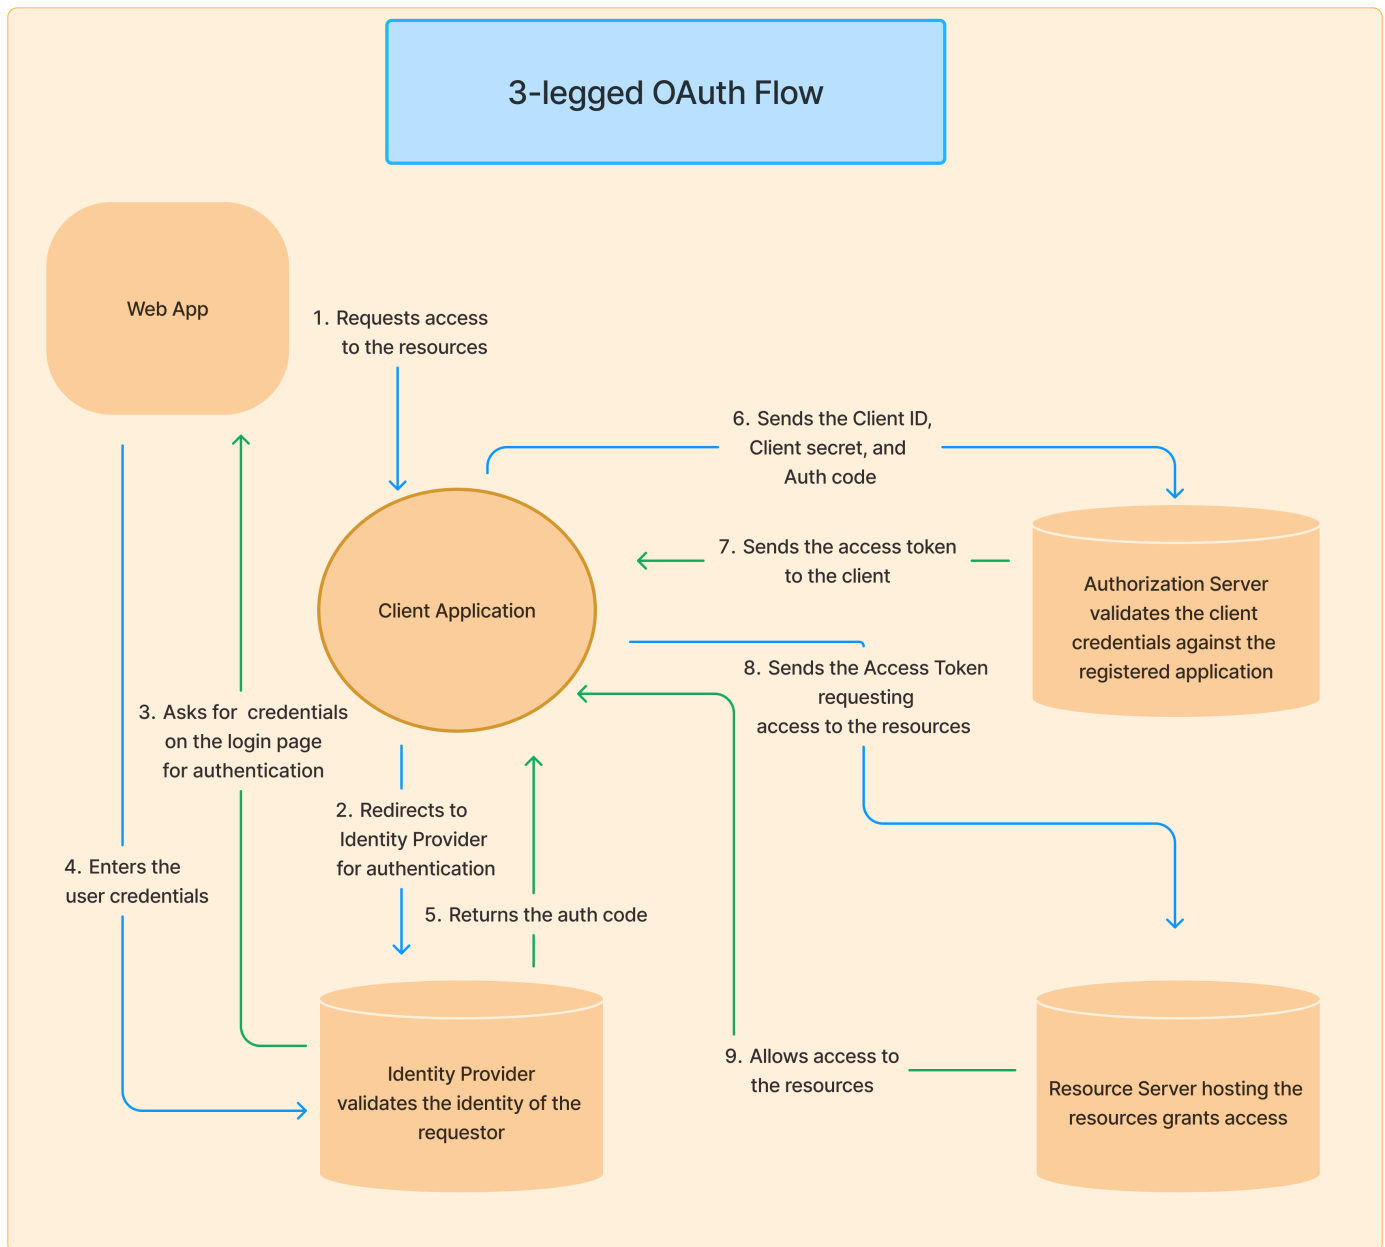 3-legged OAuth Flow
Web App
1. Requests access
to the resources
6. Sends the Client ID,
Client secret, and
Auth code
7. Sends the access token
to the client
Client Application
Authorization Server
validates the client
credentials against the
registered application
8. Sends the Access Token
requesting
access to the resources
3. Asks for  credentials
on the login page
for authentication
2. Redirects to
Identity Provider
for authentication
4. Enters the
user credentials
5. Returns the auth code
9. Allows access to
the resources
Identity Provider
validates the identity of the
requestor
Resource Server hosting the
resources grants access